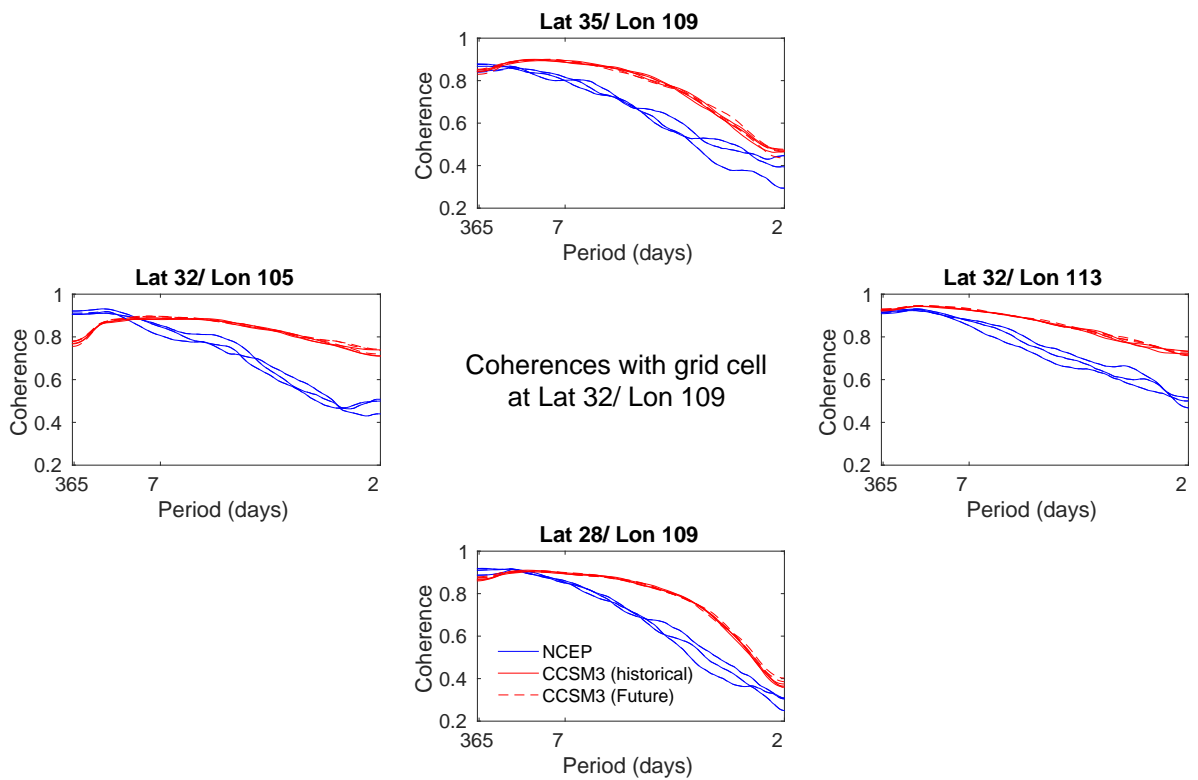 Lat 35/ Lon 109
1
0.8
0.6
0.4
0.2
Coherence
365 7 2
Period (days)
Lat 32/ Lon 105
1
0.8
0.6
0.4
0.2
Coherence
365 7 2
Period (days)
Coherences with grid cell
at Lat 32/ Lon 109
Lat 32/ Lon 113
1
0.8
0.6
0.4
0.2
Coherence
365 7 2
Period (days)
Lat 28/ Lon 109
1
0.8
0.6
0.4
0.2
Coherence
NCEP
CCSM3 (historical)
CCSM3 (Future)
365 7 2
Period (days)